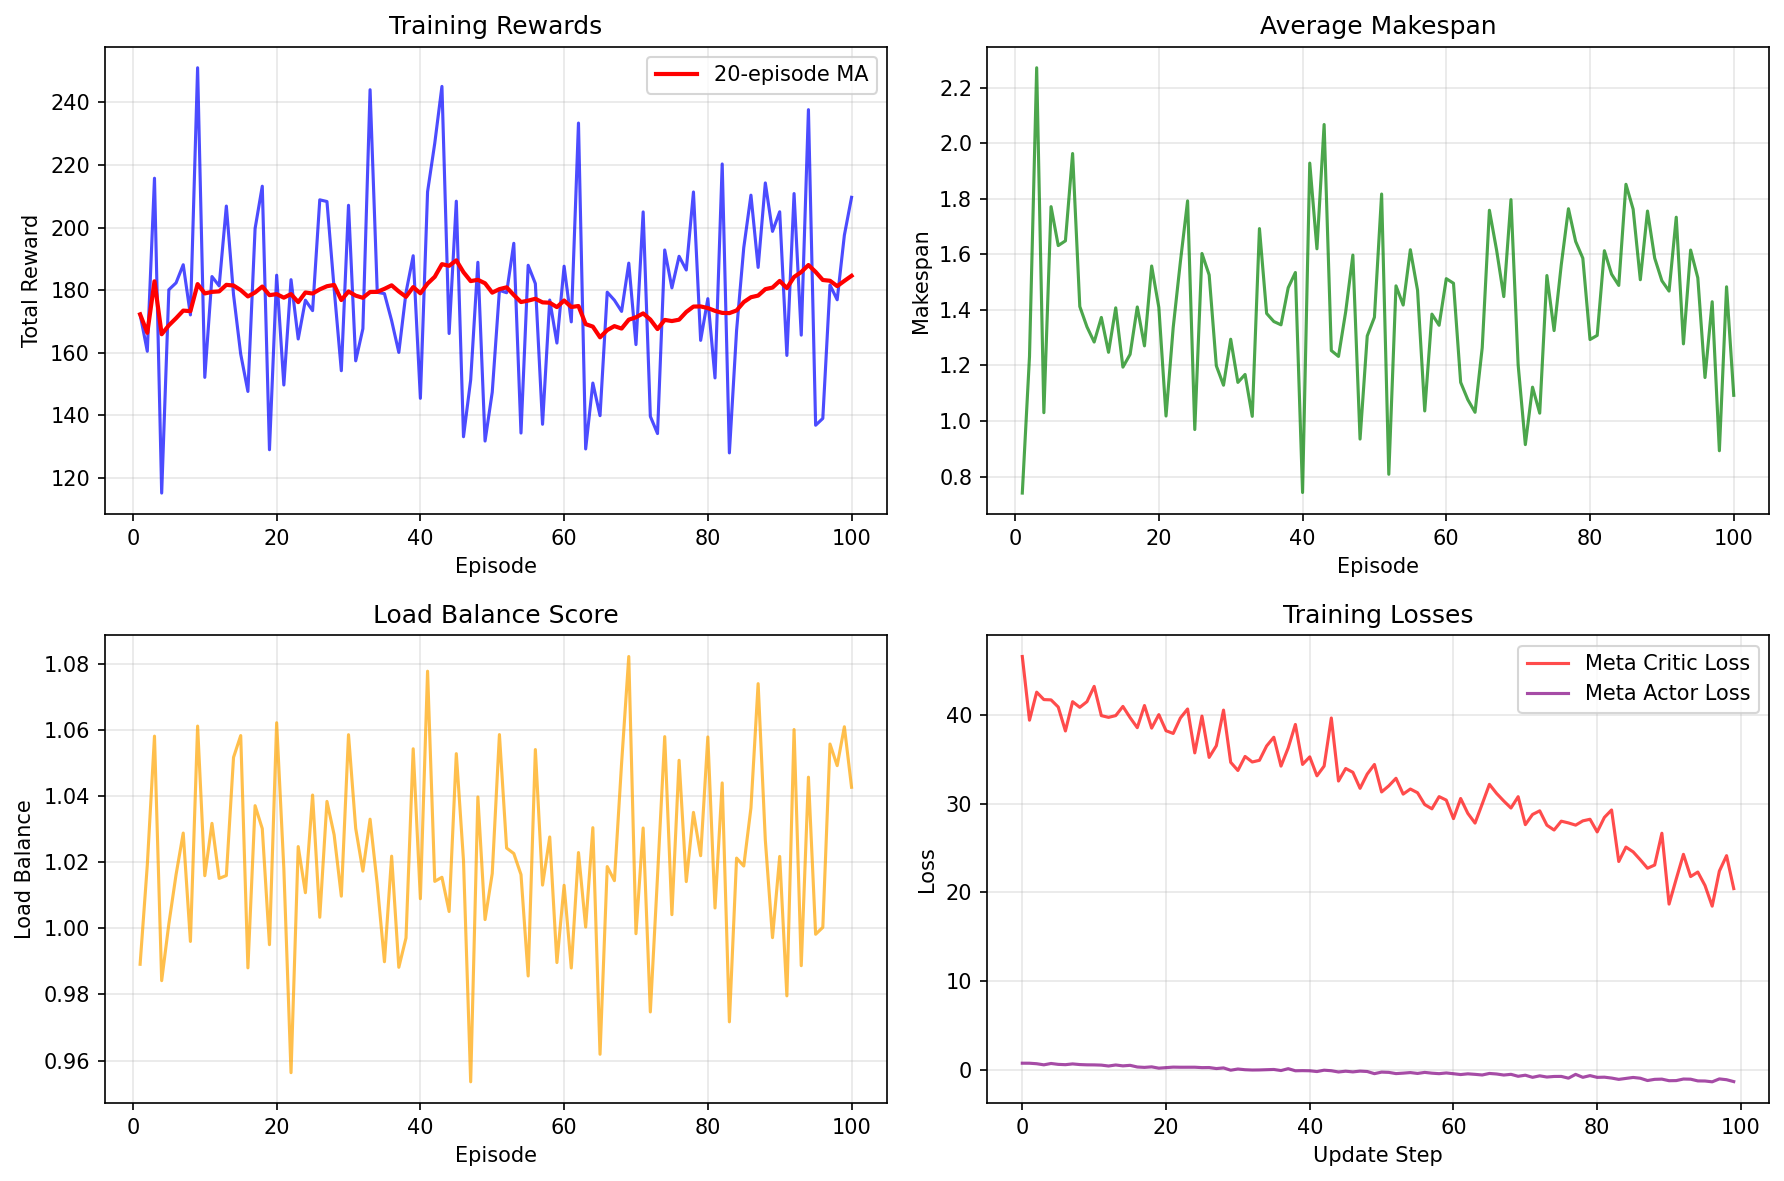 Training Rewards
20-episode MA
Total Reward
240
220
200
180
160
140
120
0 20 40 60 80 100
Episode
Average Makespan
Makespan
2.2
2.0
1.8
1.6
1.4
1.2
1.0
0.8
0 20 40 60 80 100
Episode
Load Balance Score
Load Balance
1.08
1.06
1.04
1.02
1.00
0.98
0.96
0 20 40 60 80 100
Episode
Training Losses
Meta Critic Loss
Meta Actor Loss
Loss
40
30
20
10
0
0 20 40 60 80 100
Update Step